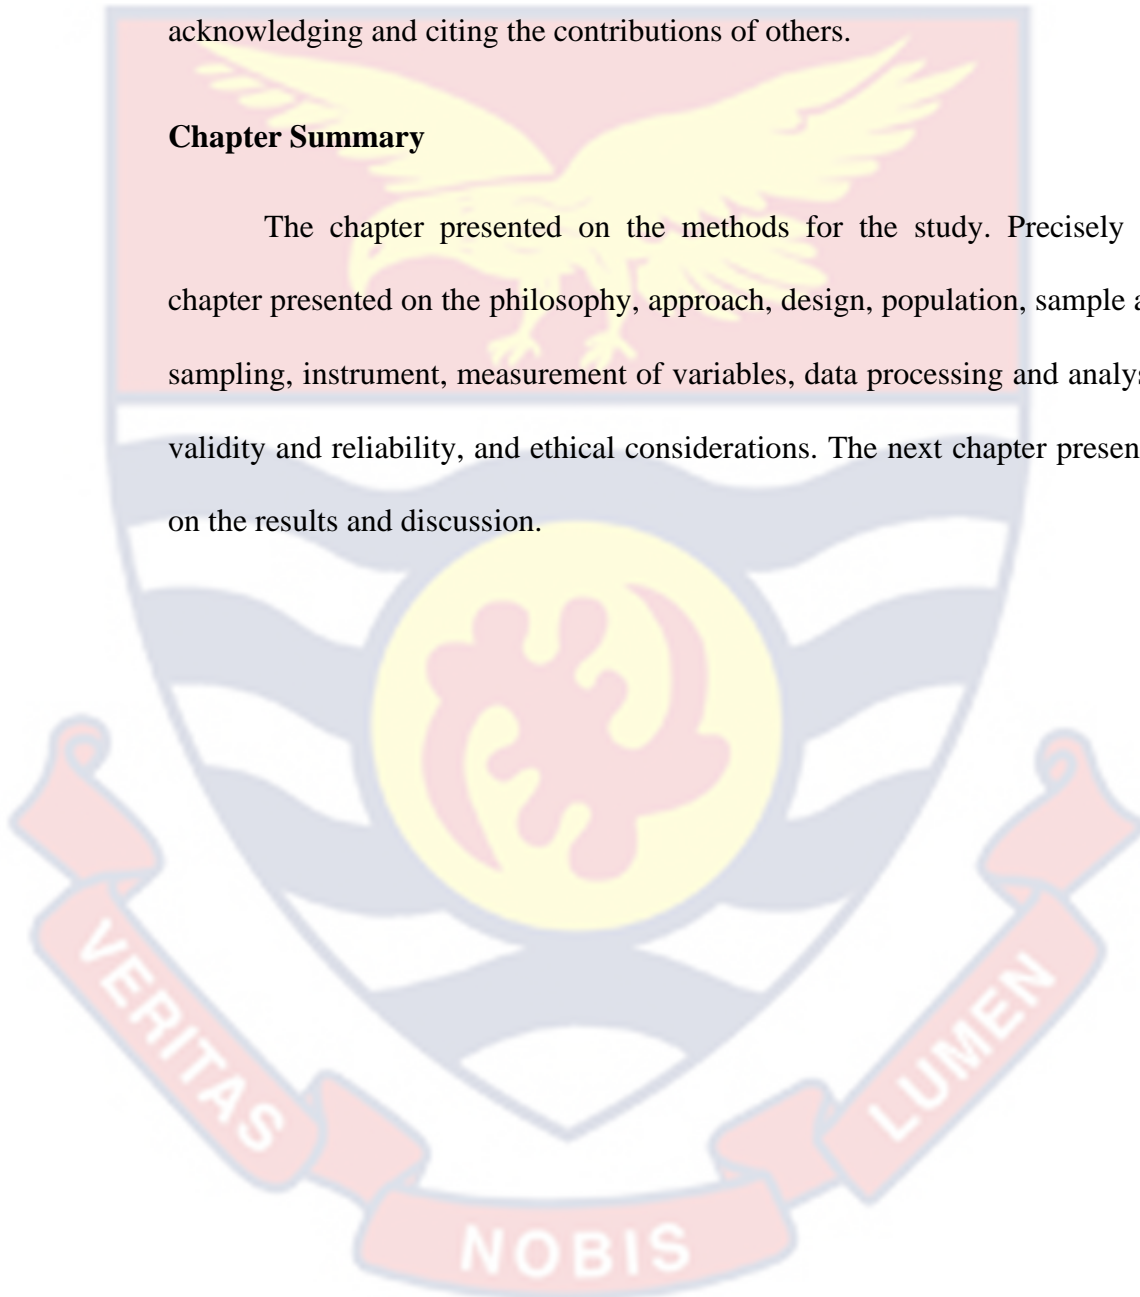 acknowledging and citing the contributions of others.
Chapter Summary
The chapter presented on the methods for the study. Precisely
chapter presented on the philosophy, approach, design, population, sample
sampling, instrument, measurement of variables, data processing and
validity and reliability, and ethical considerations. The next chapter
on the results and discussion.
VERITAS
NOBIS
LUMEN